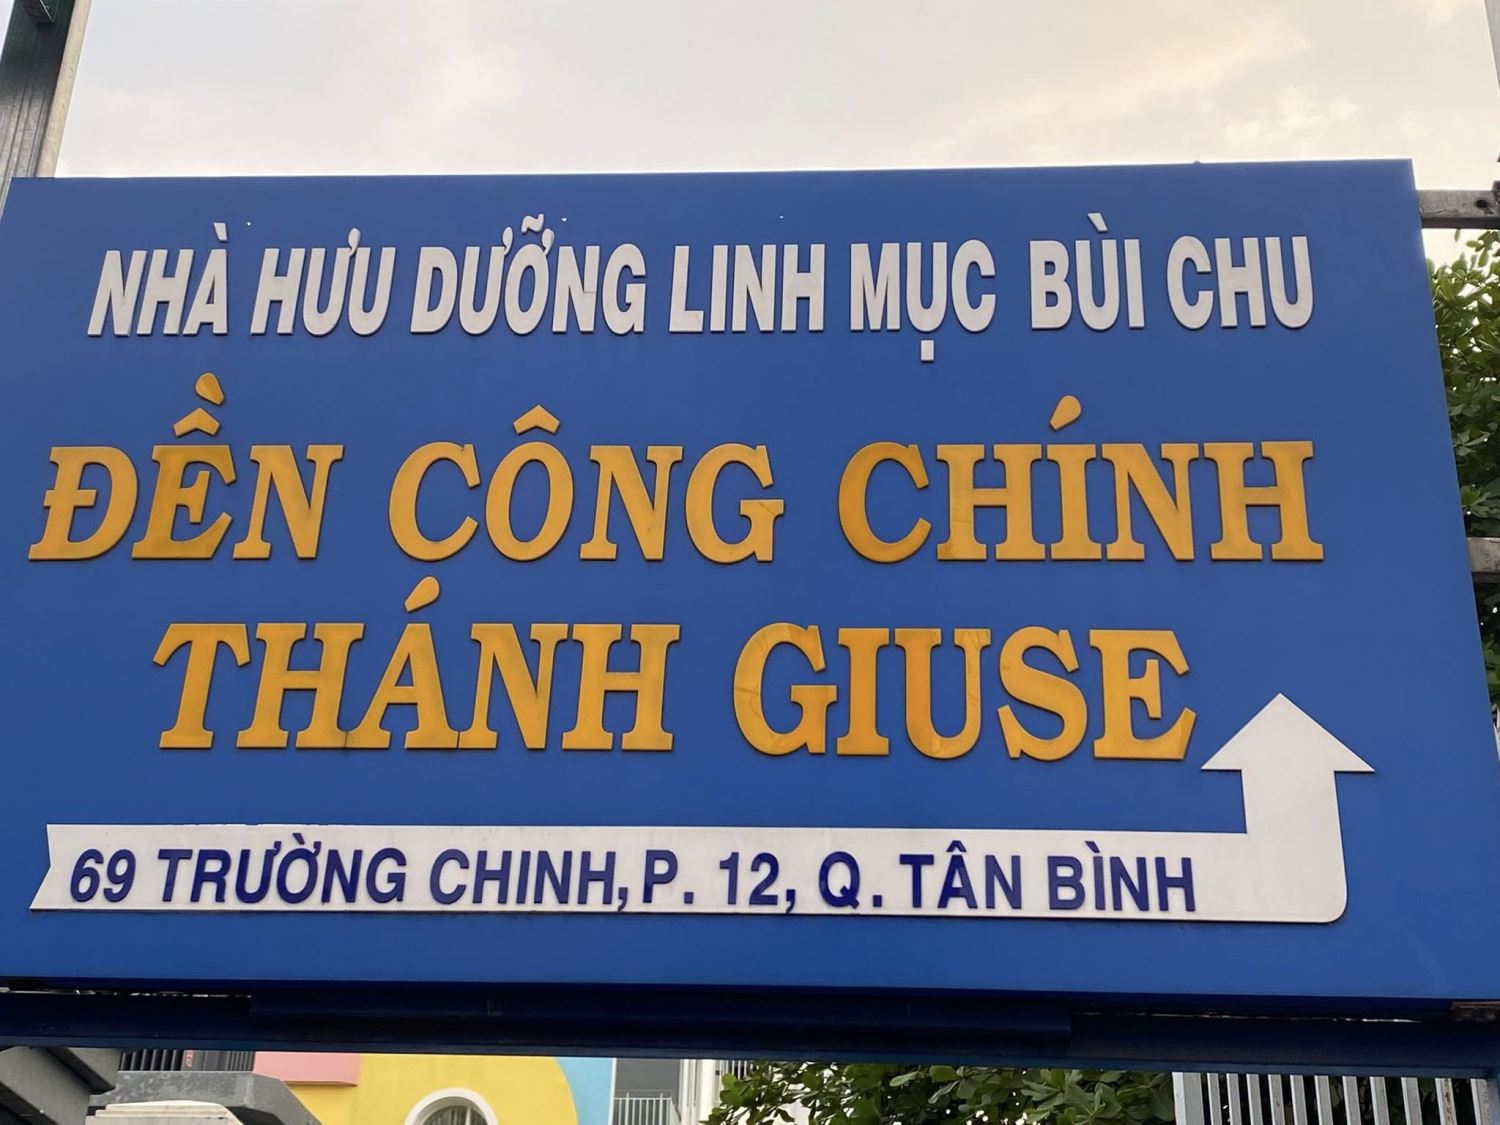 NHÀ HƯU DƯỠNG LINH MỤC BÙI CHU
ĐỀN CÔNG CHÍNH
THÁNH GIUSE
69 TRƯỜNG CHINH, P. 12, Q. TÂN BÌNH